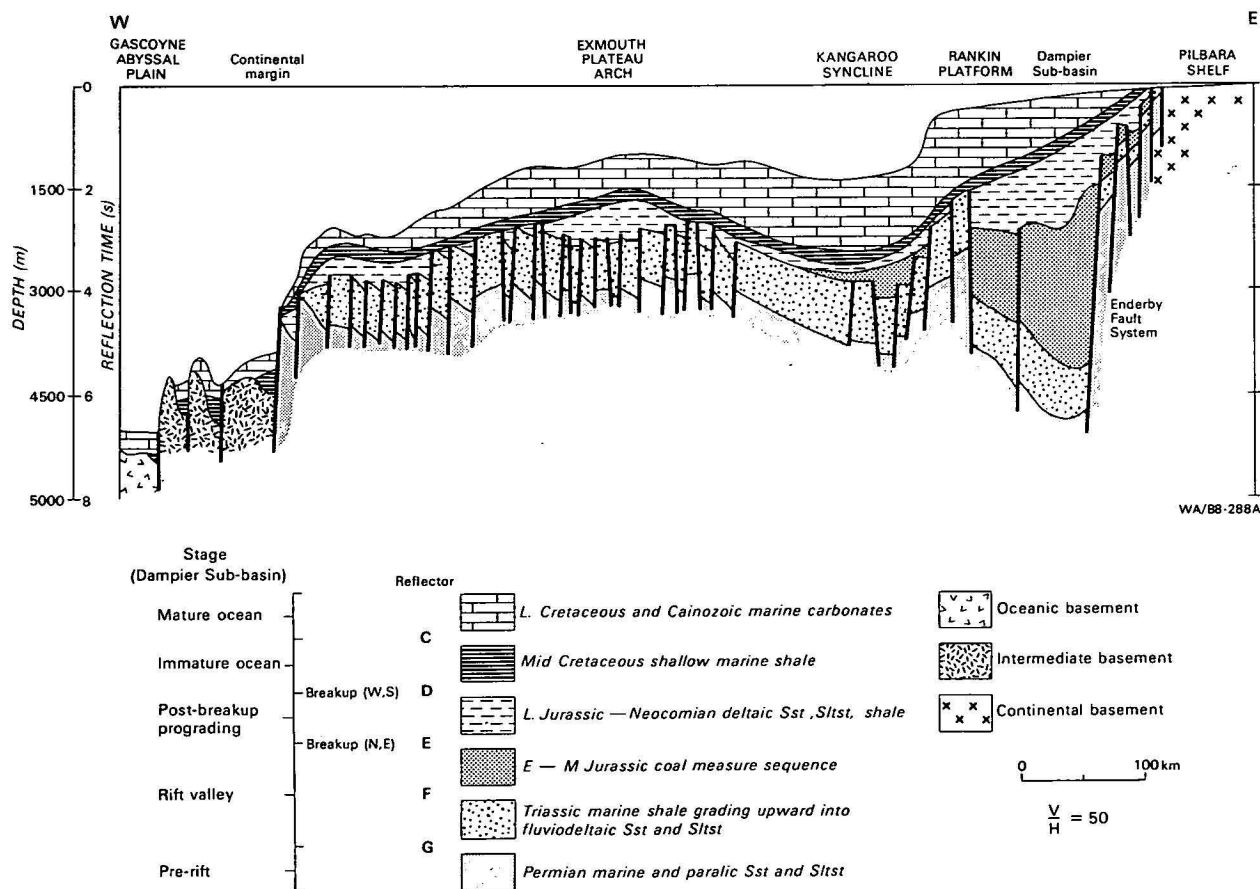 W
E
GASCOYNE
ABYSSAL
PLAIN
Continental
margin
EXMOUTH
PLATEAU
ARCH
KANGAROO
SYNCLINE
RANKIN
PLATFORM
Dampier
Sub-basin
PILBARA
SHELF
DEPTH (m)
REFLECTION TIME (s)
0
1500 2
3000 4
4500 6
5000 8
Enderby
Fault
System
WA/B8-288A
Stage
(Dampier Sub-basin)
Reflector
Mature ocean
Immature ocean
Post-breakup
prograding
Rift valley
Pre-rift
Breakup (W,S)
Breakup (N,E)
C
D
E
F
G
L. Cretaceous and Cainozoic marine carbonates
Mid Cretaceous shallow marine shale
L. Jurassic — Neocomian deltaic Sst , Sltst, shale
E — M Jurassic coal measure sequence
Triassic marine shale grading upward into
fluviodeltaic Sst and Sltst
Permian marine and paralic Sst and Sltst
Oceanic basement
Intermediate basement
Continental basement
0 100 km
V
H = 50